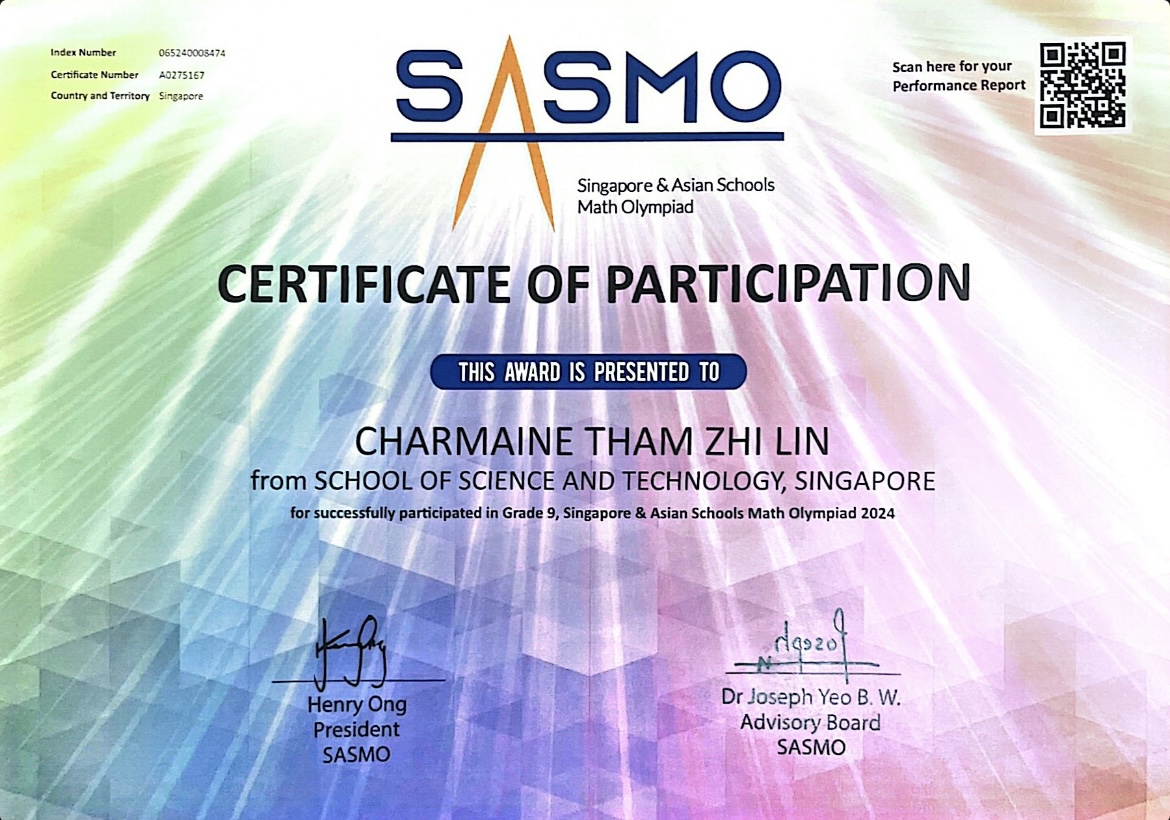 Index Number 065240008474
Certificate Number A0275167
Country and Territory Singapore
SASMO
Singapore & Asian Schools
Math Olympiad
Scan here for your
Performance Report
CERTIFICATE OF PARTICIPATION
THIS AWARD IS PRESENTED TO
CHARMAINE THAM ZHI LIN
from SCHOOL OF SCIENCE AND TECHNOLOGY, SINGAPORE
for successfully participated in Grade 9, Singapore & Asian Schools Math Olympiad 2024
Henry Ong
President
SASMO
Dr Joseph Yeo B. W.
Advisory Board
SASMO